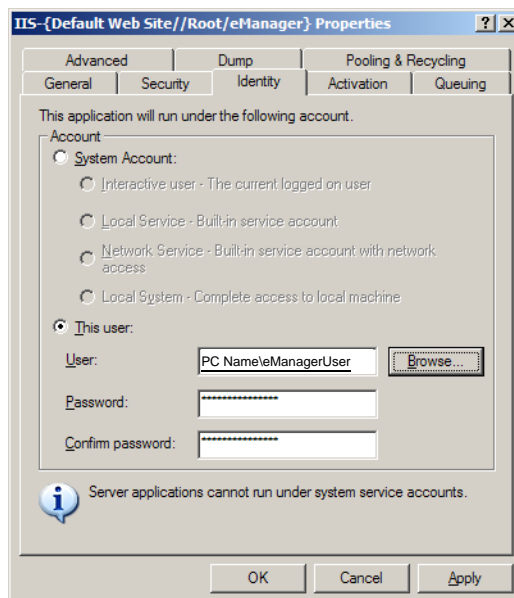 IIS-{Default Web Site//Root/eManager} Properties
Advanced Dump Pooling & Recycling
General Security Identity Activation Queuing
This application will run under the following account.
Account
System Account:
Interactive user - The current logged on user
Local Service - Built-in service account
Network Service - Built-in service account with network
access
Local System - Complete access to local machine
This user:
User: PC Name\eManagerUser Browse...
Password: ***************
Confirm password: ***************
Server applications cannot run under system service accounts.
OK Cancel Apply